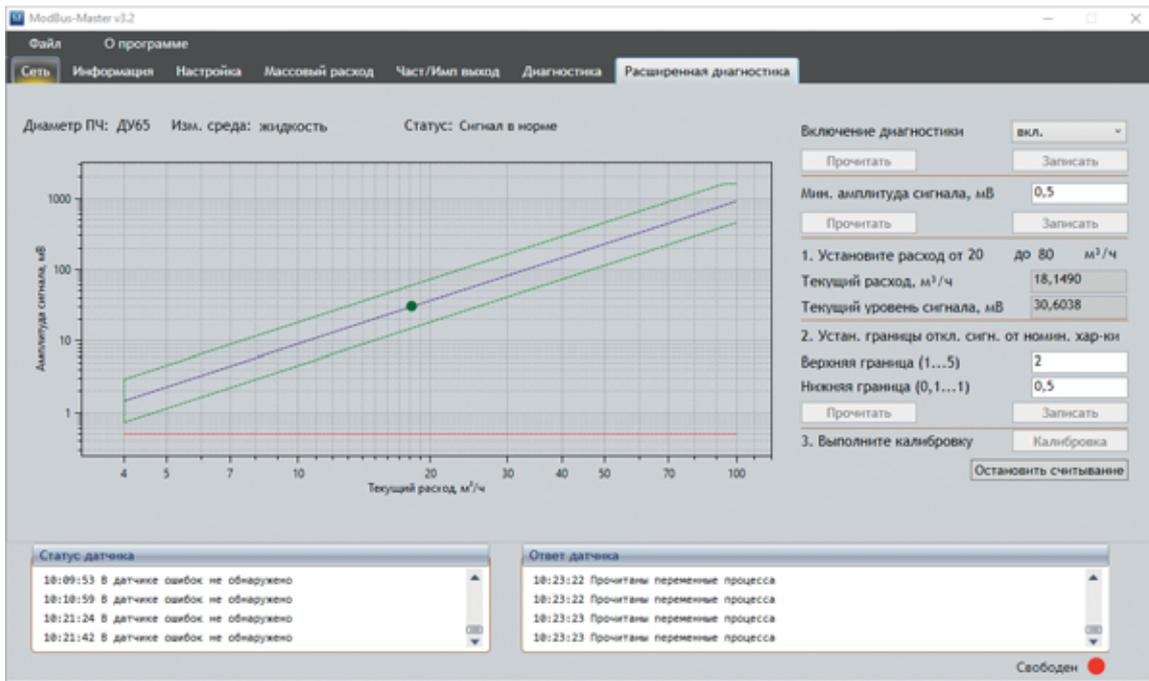 ModBus-Master v3.2
Файл О программе
Сеть Информация Настройка Массовый расход Част/Имп выход Диагностика Расширенная диагностика
Диаметр ПЧ: ДУ65 Изм. среда: жидкость Статус: Сигнал в норме
Амплитуда сигнала, мВ
1000
100
10
1
4 5 7 10 20 30 40 50 70 100
Текущий расход, м³/ч
Включение диагностики вкл.
Прочитать Записать
Мин. амплитуда сигнала, мВ 0,5
Прочитать Записать
1. Установите расход от 20 до 80 м³/ч
Текущий расход, м³/ч 18,1490
Текущий уровень сигнала, мВ 30,6038
2. Устан. границы откл. сигн. от номин. хар-ки
Верхняя граница (1...5) 2
Нижняя граница (0,1...1) 0,5
Прочитать Записать
3. Выполните калибровку Калибровка
Остановить считывание
Статус датчика
10:09:53 В датчике ошибок не обнаружено
10:10:59 В датчике ошибок не обнаружено
10:21:24 В датчике ошибок не обнаружено
10:21:42 В датчике ошибок не обнаружено
Ответ датчика
10:23:22 Прочитаны переменные процесса
10:23:22 Прочитаны переменные процесса
10:23:23 Прочитаны переменные процесса
10:23:23 Прочитаны переменные процесса
Свободен